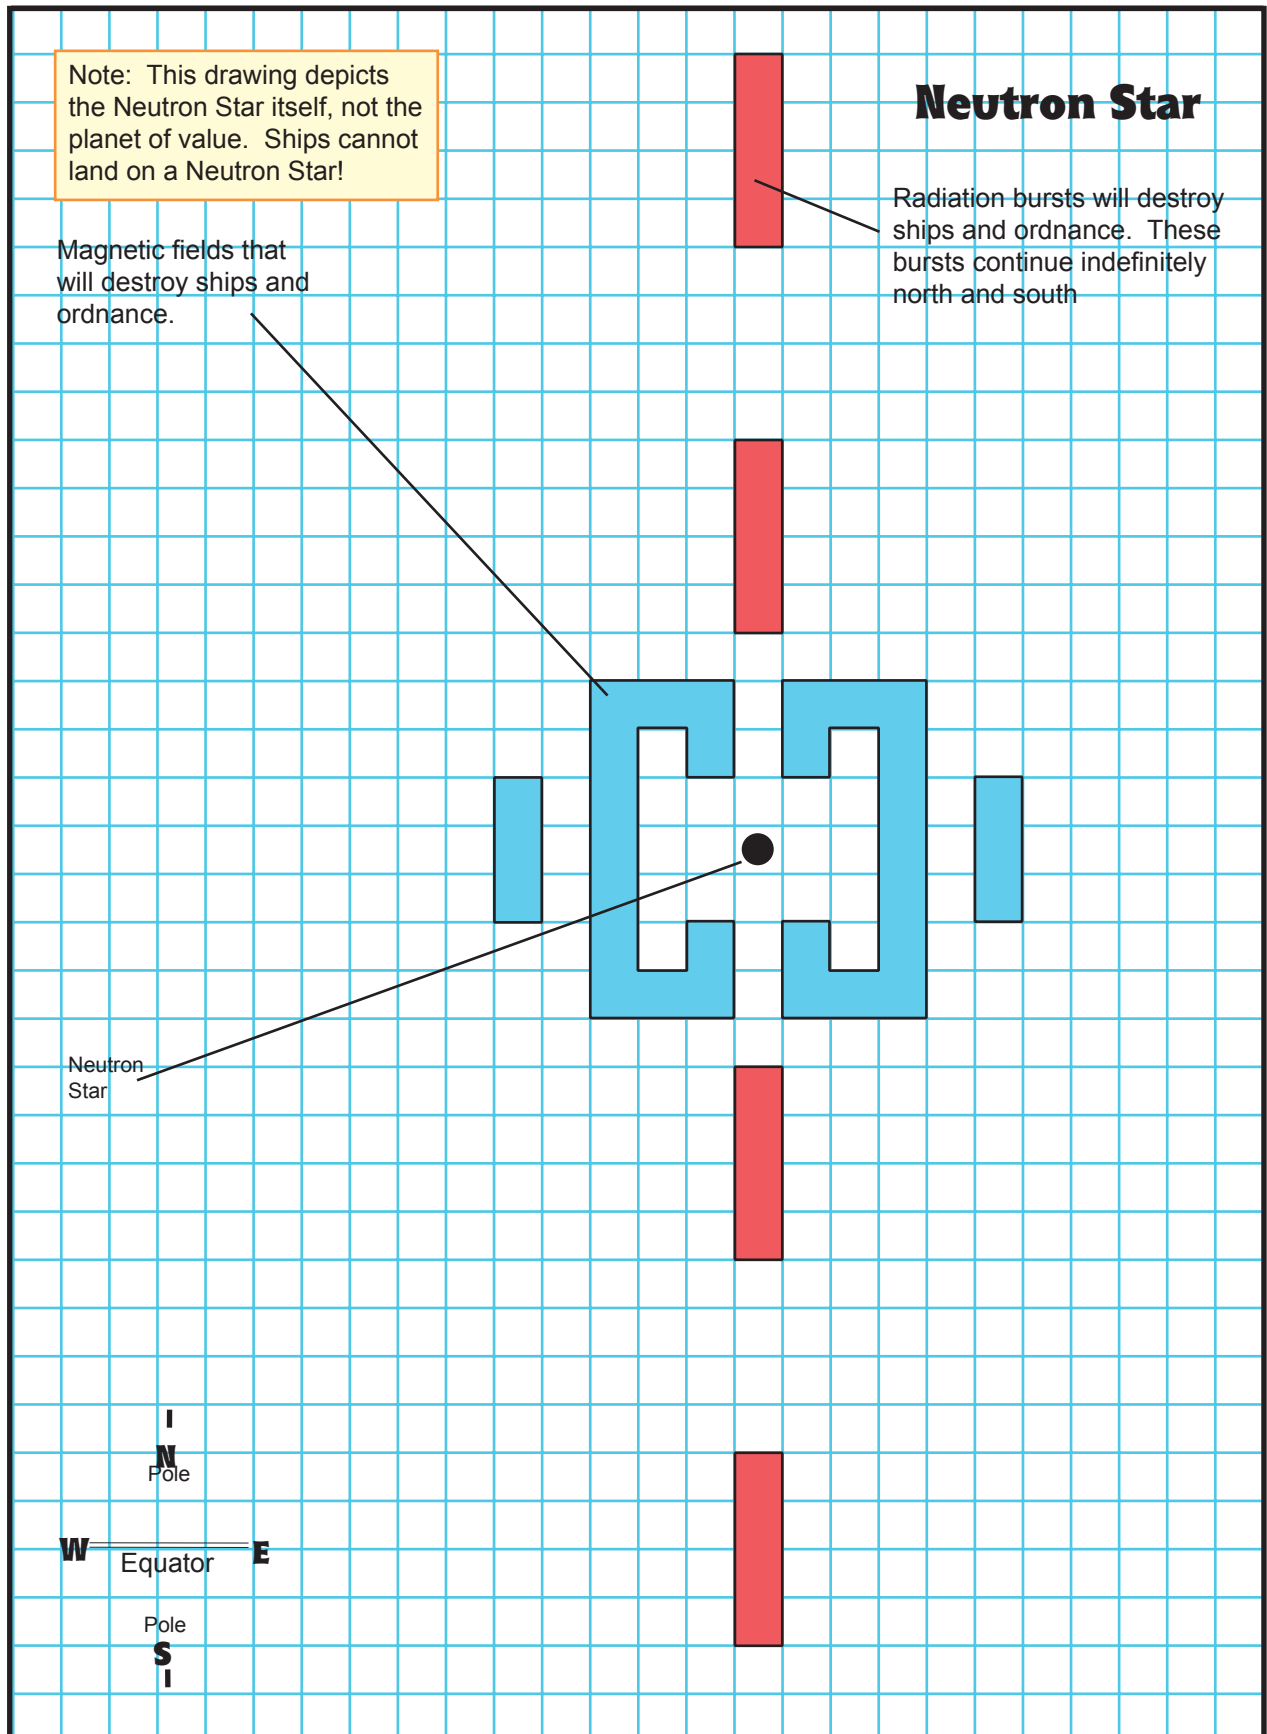 Note:  This drawing depicts
the Neutron Star itself, not the
planet of value.  Ships cannot
land on a Neutron Star!
Neutron Star
Radiation bursts will destroy
ships and ordnance.  These
bursts continue indefinitely
north and south
Magnetic fields that
will destroy ships and
ordnance.
Neutron
Star
N
Pole
W
E
Equator
Pole
S